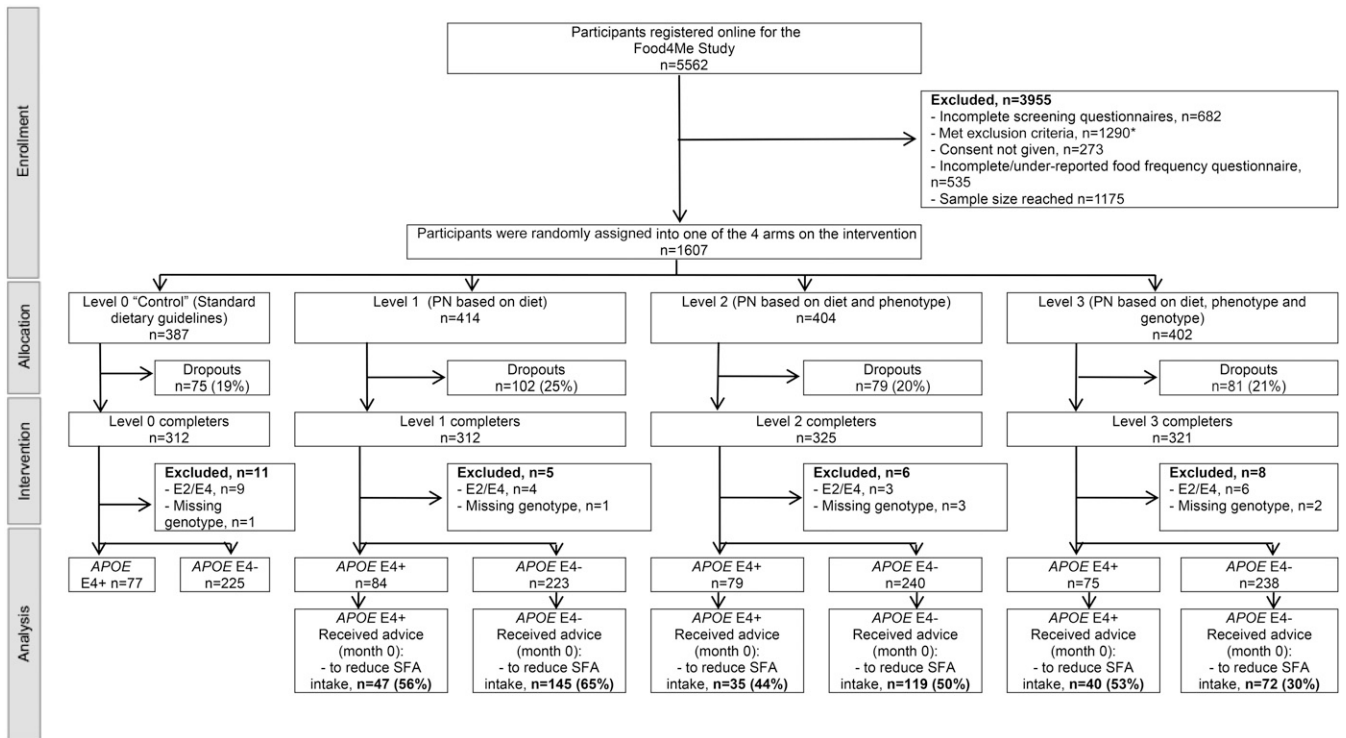 Enrollment
Participants registered online for the
Food4Me Study
n=5562
Excluded, n=3955
- Incomplete screening questionnaires, n=682
- Met exclusion criteria, n=1290*
- Consent not given, n=273
- Incomplete/under-reported food frequency questionnaire,
n=535
- Sample size reached n=1175
Participants were randomly assigned into one of the 4 arms on the intervention
n=1607
Allocation
Level 0 “Control” (Standard
dietary guidelines)
n=387
Level 1  (PN based on diet)
n=414
Level 2 (PN based on diet and phenotype)
n=404
Level 3 (PN based on diet, phenotype and
genotype)
n=402
Dropouts
n=75 (19%)
Dropouts
n=102 (25%)
Dropouts
n=79 (20%)
Dropouts
n=81 (21%)
Intervention
Level 0 completers
n=312
Level 1 completers
n=312
Level 2 completers
n=325
Level 3 completers
n=321
Excluded, n=11
- E2/E4, n=9
- Missing
genotype, n=1
Excluded, n=5
- E2/E4, n=4
- Missing genotype, n=1
Excluded, n=6
- E2/E4, n=3
- Missing genotype, n=3
Excluded, n=8
- E2/E4, n=6
- Missing genotype, n=2
Analysis
APOE
E4+ n=77
APOE E4-
n=225
APOE E4+
n=84
APOE E4-
n=223
APOE E4+
n=79
APOE E4-
n=240
APOE E4+
n=75
APOE E4-
n=238
APOE E4+
Received advice
(month 0):
- to reduce SFA
intake, n=47 (56%)
APOE E4-
Received advice
(month 0):
- to reduce SFA
intake, n=145 (65%)
APOE E4+
Received advice
(month 0):
- to reduce SFA
intake, n=35 (44%)
APOE E4-
Received advice
(month 0):
- to reduce SFA
intake, n=119 (50%)
APOE E4+
Received advice
(month 0):
- to reduce SFA
intake, n=40 (53%)
APOE E4-
Received advice
(month 0):
- to reduce SFA
intake, n=72 (30%)